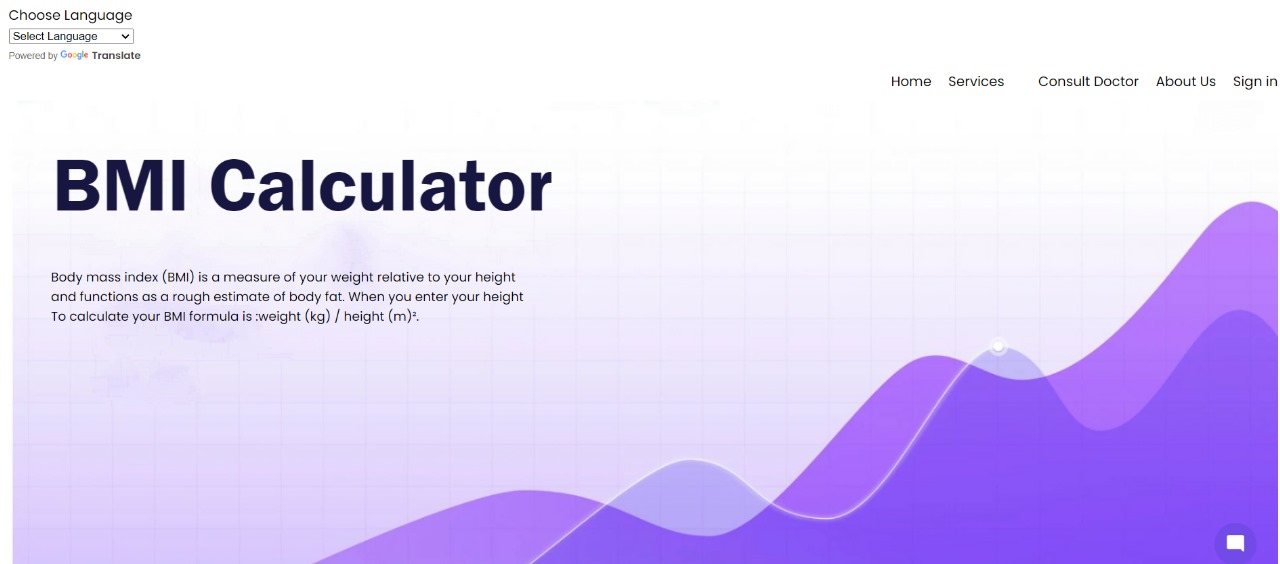 Choose Language
Select Language
Powered by Google Translate
Home Services Consult Doctor About Us Sign in
BMI Calculator
Body mass index (BMI) is a measure of your weight relative to your height
and functions as a rough estimate of body fat. When you enter your height
To calculate your BMI formula is :weight (kg) / height (m)².